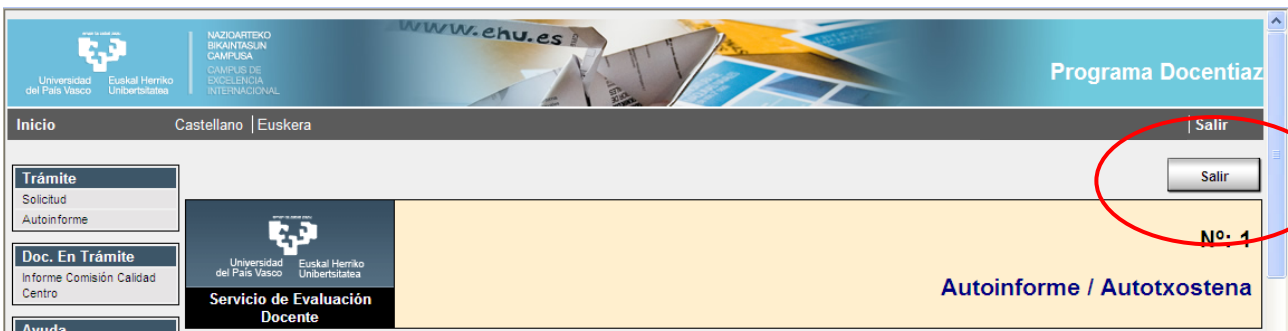 NAZIOARTEKO
BIKAINTASUN
CAMPUSA
CAMPUS DE
EXCELENCIA
INTERNACIONAL
Universidad del País Vasco
Euskal Herriko Unibertsitatea
www.ehu.es
Programa Docentiaz
Inicio
Castellano | Euskera
| Salir
Salir
Trámite
Solicitud
Autoinforme
Doc. En Trámite
Informe Comisión Calidad
Centro
Ayuda
Universidad del País Vasco
Euskal Herriko Unibertsitatea
Servicio de Evaluación
Docente
Nº: 1
Autoinforme / Autotxostena